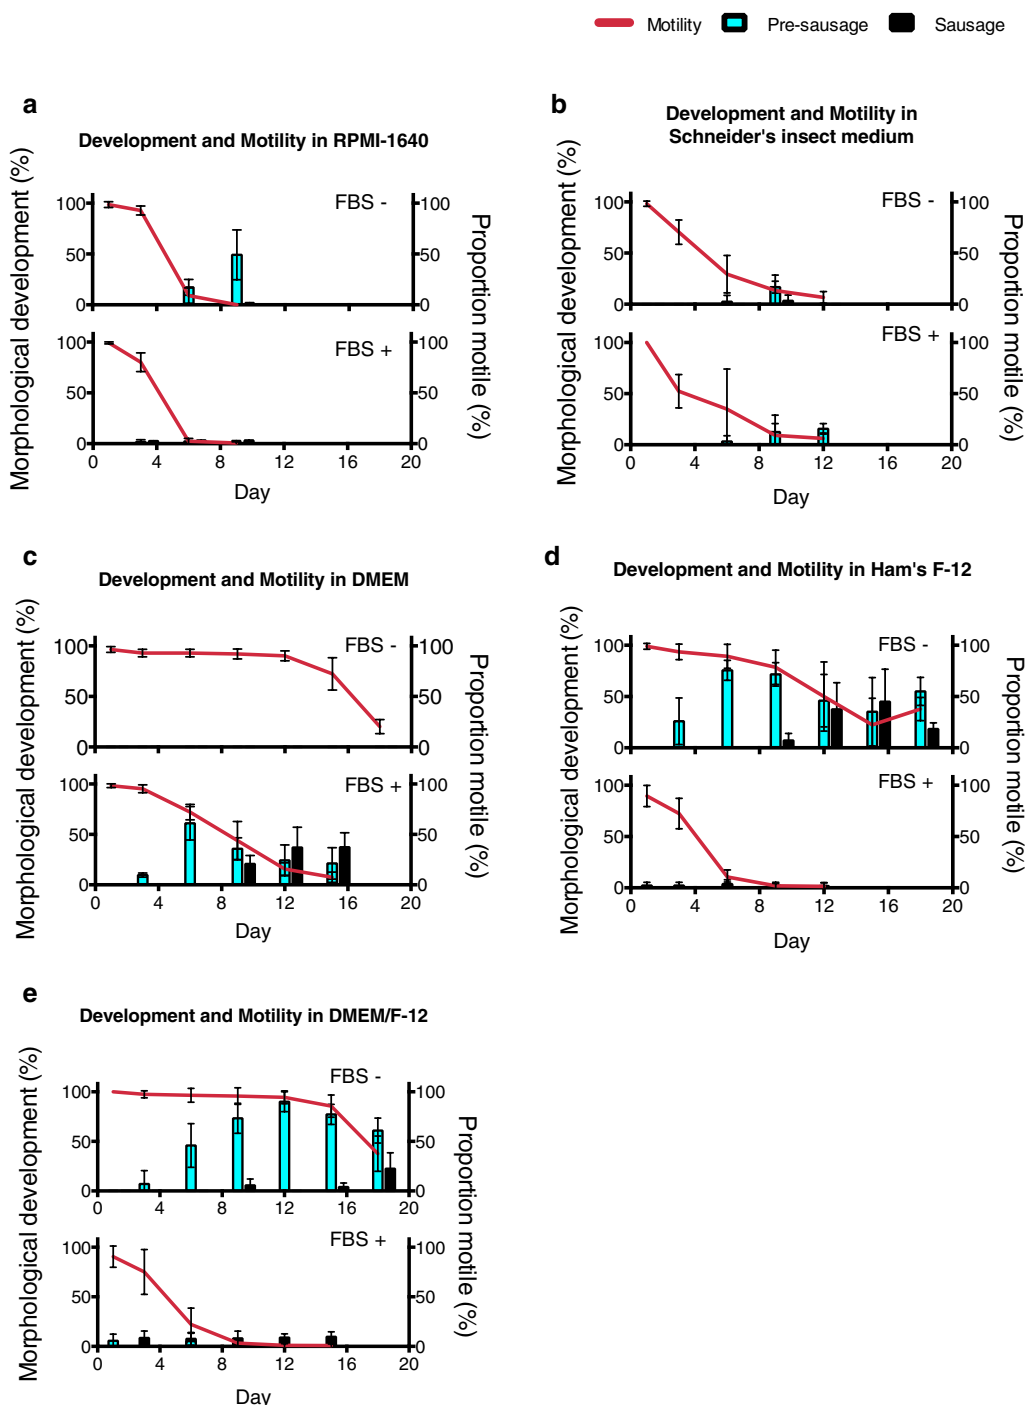 Motility Pre-sausage Sausage
a
Development and Motility in RPMI-1640
Morphological development (%)
Proportion motile (%)
FBS -
100
50
0
100
50
0
FBS +
100
50
0
100
50
0
0 4 8 12 16 20
Day
b
Development and Motility in
Schneider's insect medium
Morphological development (%)
Proportion motile (%)
FBS -
100
50
0
100
50
0
FBS +
100
50
0
100
50
0
0 4 8 12 16 20
Day
c
Development and Motility in DMEM
Morphological development (%)
Proportion motile (%)
FBS -
100
50
0
100
50
0
FBS +
100
50
0
100
50
0
0 4 8 12 16 20
Day
d
Development and Motility in Ham's F-12
Morphological development (%)
Proportion motile (%)
FBS -
100
50
0
100
50
0
FBS +
100
50
0
100
50
0
0 4 8 12 16 20
Day
e
Development and Motility in DMEM/F-12
Morphological development (%)
Proportion motile (%)
FBS -
100
50
0
100
50
0
0 4 8 12 16 20
FBS +
100
50
0
100
50
0
0 4 8 12 16 20
Day